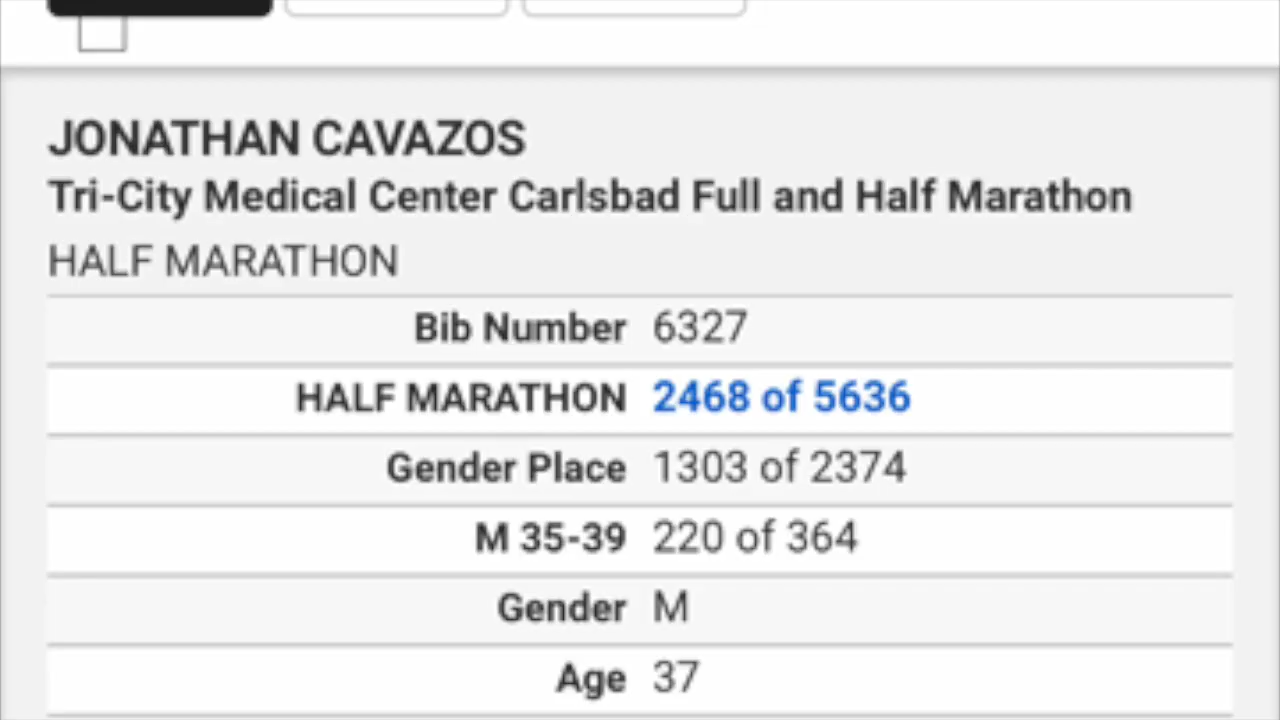 JONATHAN CAVAZOS
Tri-City Medical Center Carlsbad Full and Half Marathon
HALF MARATHON
Bib Number 6327
HALF MARATHON 2468 of 5636
Gender Place 1303 of 2374
M 35-39 220 of 364
Gender M
Age 37